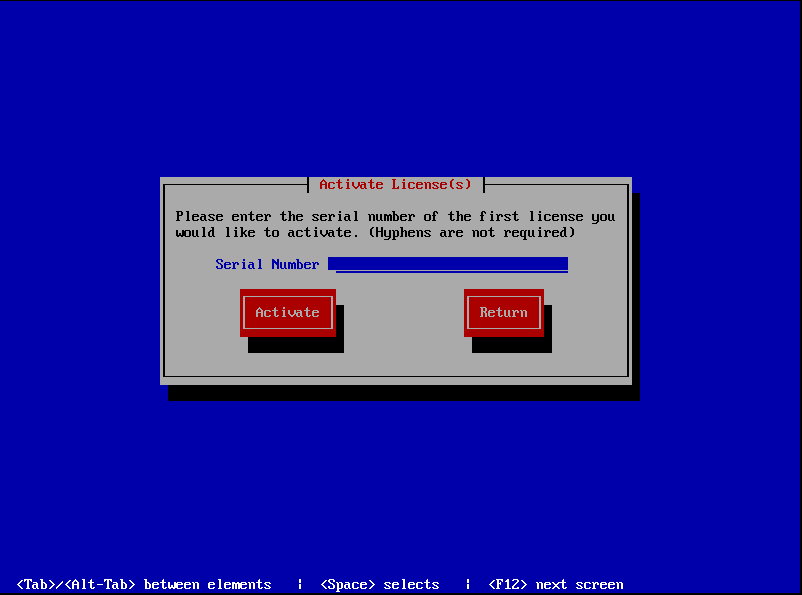 Activate License(s)
Please enter the serial number of the first license you
would like to activate. (Hyphens are not required)
Serial Number
Activate Return
<Tab>/<Alt-Tab> between elements | <Space> selects | <F12> next screen